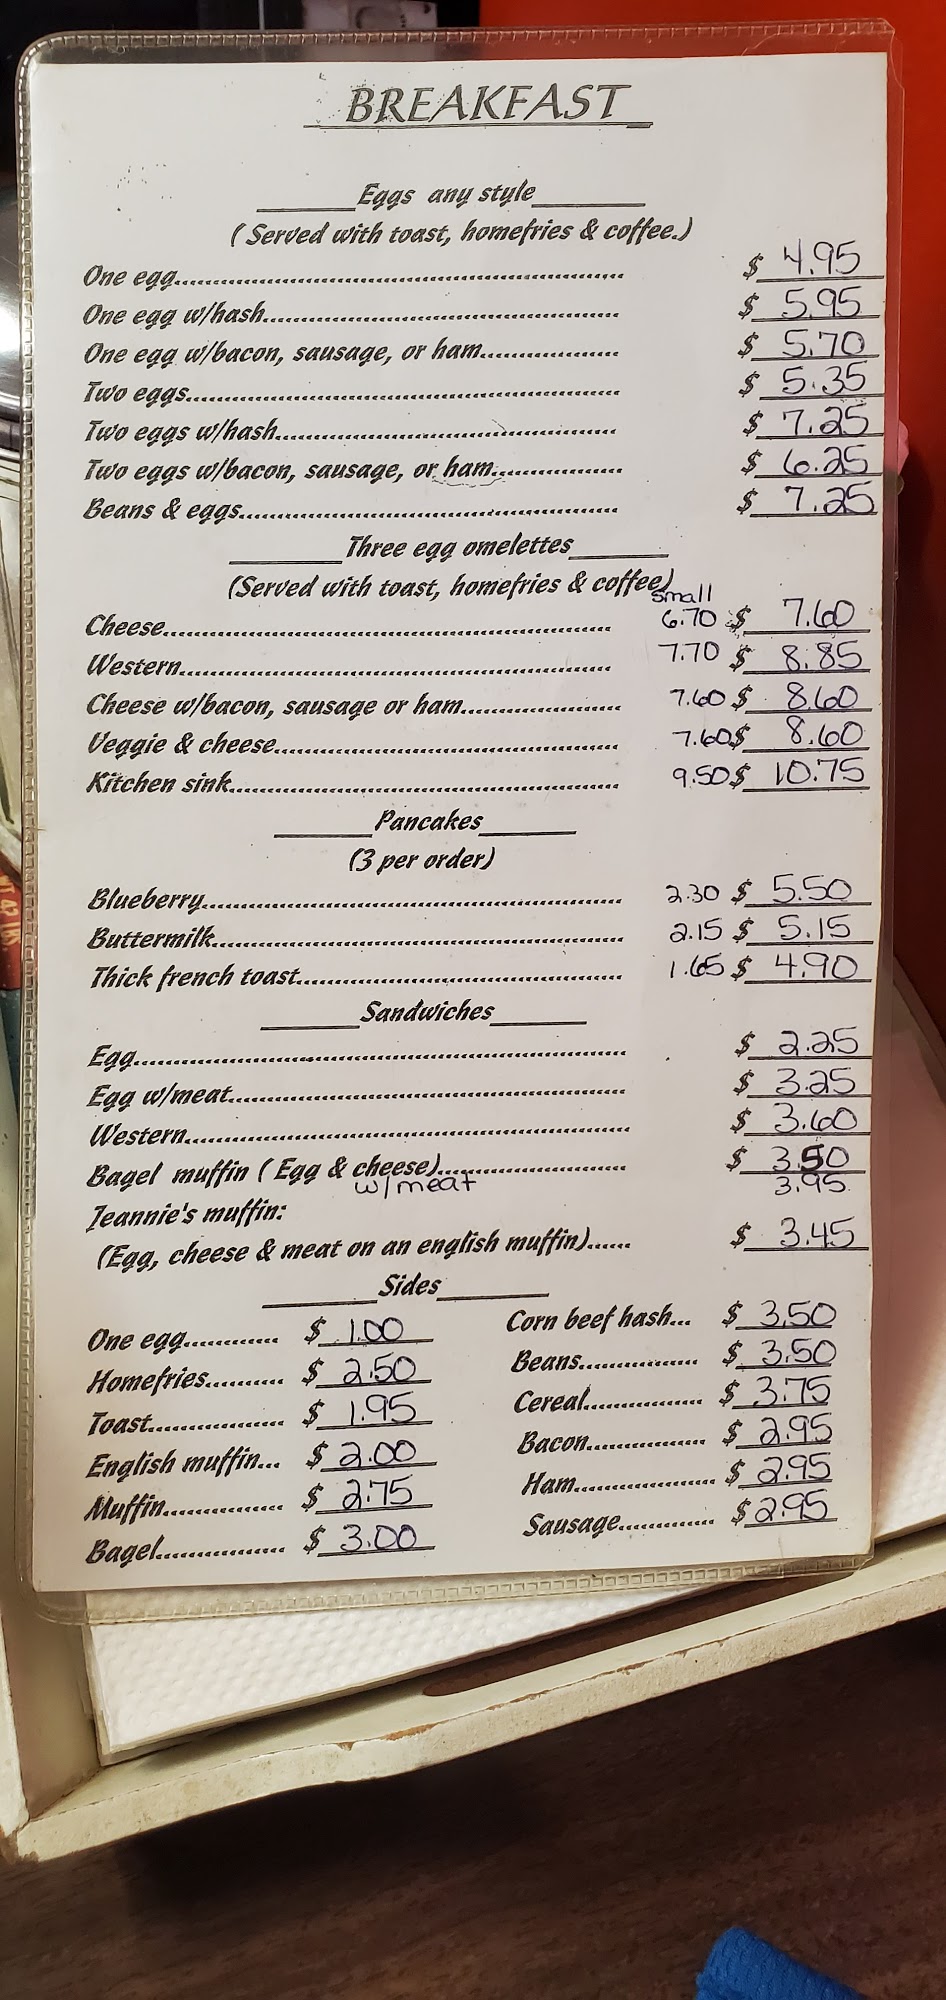 BREAKFAST
Eggs any style
( Served with toast, homefries & coffee.)
One egg.................... $ 4.95
One egg w/hash.................... $ 5.95
One egg w/bacon, sausage, or ham.................... $ 5.70
Two eggs.................... $ 5.35
Two eggs w/hash.................... $ 7.25
Two eggs w/bacon, sausage, or ham.................... $ 6.25
Beans & eggs.................... $ 7.25
Three egg omelettes
(Served with toast, homefries & coffee)
small
Cheese.................... 6.70 $ 7.60
Western.................... 7.70 $ 8.85
Cheese w/bacon, sausage or ham.................... 7.60 $ 8.60
Veggie & cheese.................... 7.60 $ 8.60
Kitchen sink.................... 9.50 $ 10.75
Pancakes
(3 per order)
Blueberry.................... 2.30 $ 5.50
Buttermilk.................... 2.15 $ 5.15
Thick french toast.................... 1.65 $ 4.90
Sandwiches
Egg.................... $ 2.25
Egg w/meat.................... $ 3.25
Western.................... $ 3.60
Bagel muffin ( Egg & cheese).................... $ 3.50
w/meat 3.95
Jeannie's muffin:
(Egg, cheese & meat on an english muffin)...... $ 3.45
Sides
One egg............ $ 1.00
Homefries.......... $ 2.50
Toast................. $ 1.95
English muffin... $ 2.00
Muffin............... $ 2.75
Bagel................ $ 3.00
Corn beef hash... $ 3.50
Beans................ $ 3.50
Cereal................ $ 3.75
Bacon................ $ 2.95
Ham................... $ 2.95
Sausage............. $ 2.95